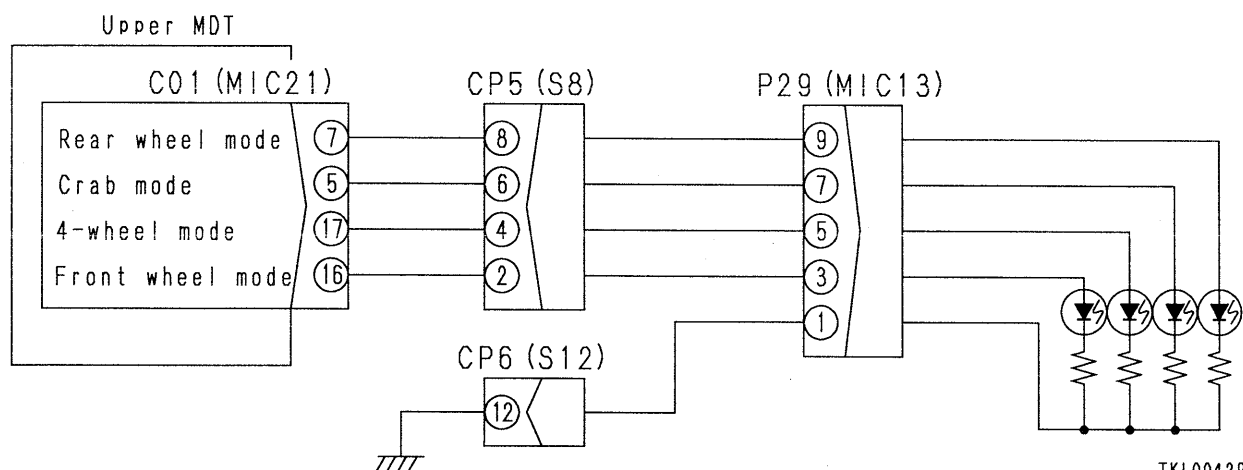 Upper MDT
C01 (MIC21)
CP5 (S8)
P29 (MIC13)
Rear wheel mode 7 8 9
Crab mode 5 6 7
4-wheel mode 17 4 5
Front wheel mode 16 2 3
1
CP6 (S12)
12